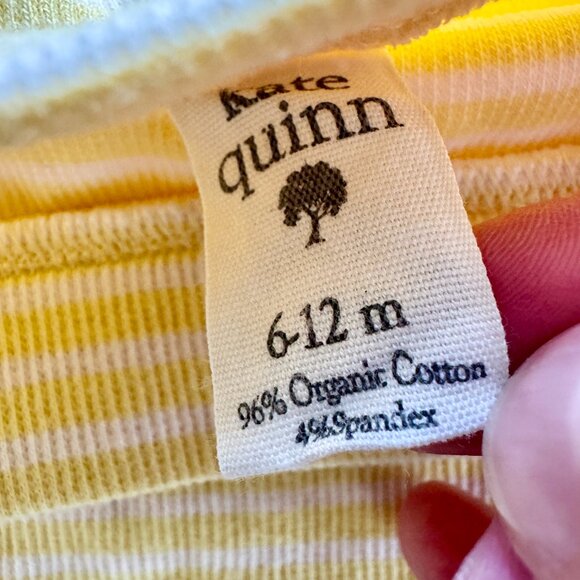 Kate
quinn
6-12 m
96% Organic Cotton
4%Spandex